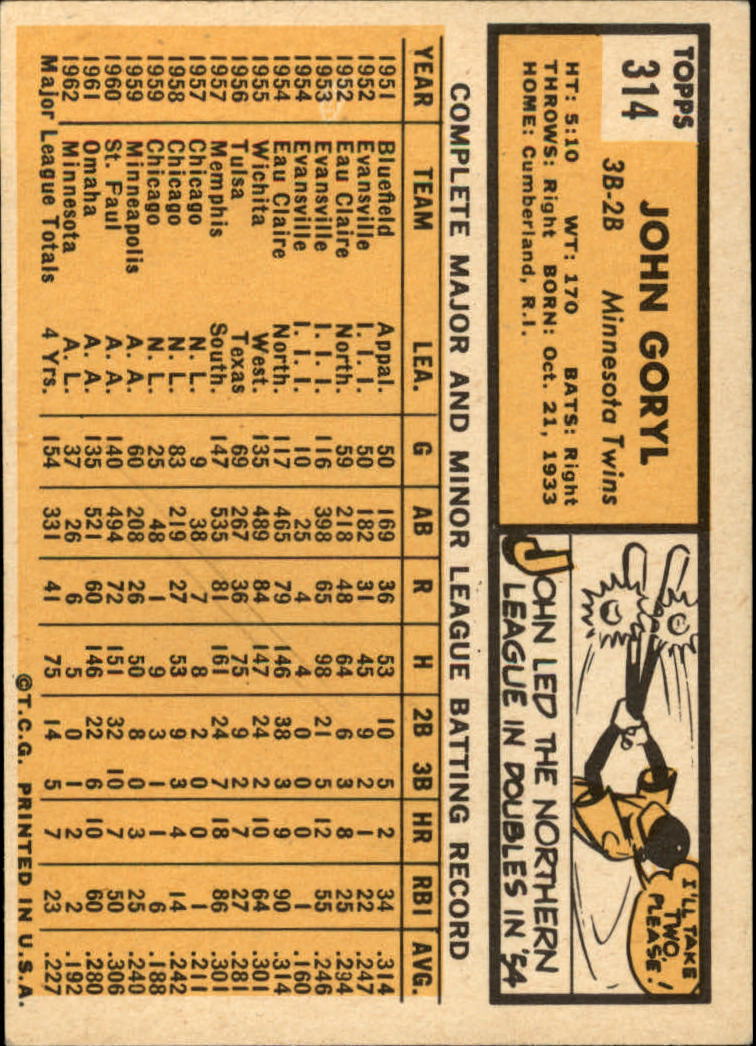 TOPPS
314
JOHN GORYL
3B-2B Minnesota Twins
HT: 5:10 WT: 170 BATS: Right
THROWS: Right BORN: Oct. 21, 1933
HOME: Cumberland, R.I.
I'LL TAKE
TWO,
PLEASE!
JOHN LED THE NORTHERN
LEAGUE IN DOUBLES IN '54
COMPLETE MAJOR AND MINOR LEAGUE BATTING RECORD
YEAR TEAM LEA. G AB R H 2B 3B HR RBI AVG.
1951 Bluefield Appal. 50 169 36 53 10 5 2 34 .314
1952 Evansville I. I. I. 50 182 31 45 9 2 1 22 .247
1952 Eau Claire North. 59 218 48 64 6 3 8 25 .294
1953 Evansville I. I. I. 116 398 65 98 21 5 12 55 .246
1954 Evansville I. I. I. 10 25 4 4 0 0 0 1 .160
1954 Eau Claire North. 117 465 79 146 38 3 9 90 .314
1955 Wichita West. 135 489 84 147 24 2 10 64 .301
1956 Tulsa Texas 69 267 36 75 9 2 7 27 .281
1957 Memphis South. 147 535 81 161 24 7 18 86 .301
1957 Chicago N. L. 9 38 7 8 2 0 0 1 .211
1958 Chicago N. L. 83 219 27 53 9 3 4 14 .242
1959 Chicago N. L. 25 48 1 9 3 1 1 6 .188
1959 Minneapolis A. A. 60 208 26 50 8 0 3 25 .240
1960 St. Paul A. A. 140 494 72 151 32 10 7 50 .306
1961 Omaha A. A. 135 521 60 146 22 6 10 60 .280
1962 Minnesota A. L. 37 26 6 5 0 1 2 2 .192
Major League Totals 4 Yrs. 154 331 41 75 14 5 7 23 .227
©T.C.G. PRINTED IN U.S.A.